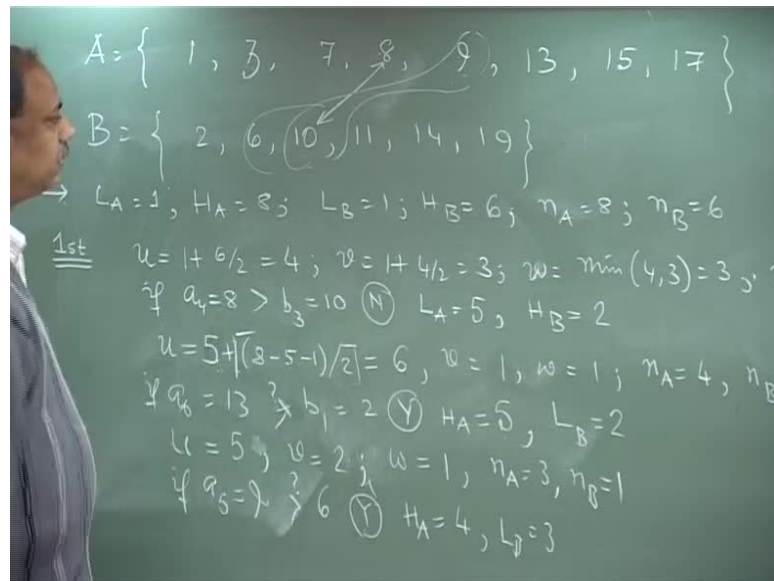 A = { 1, 3, 7, 8, 9, 13, 15, 17 }
B = { 2, 6, 10, 11, 14, 19 }
→ L_A = 1, H_A = 8; L_B = 1; H_B = 6; n_A = 8; n_B = 6
1st u = 1 + 6/2 = 4; v = 1 + 4/2 = 3; w = min (4, 3) = 3;
if a_4 = 8 > b_3 = 10 (N) L_A = 5, H_B = 2
u = 5 + ⌈(8-5-1)/2⌉ = 6, v = 1, w = 1; n_A = 4, n_B
if a_6 = 13 ?> b_1 = 2 (Y) H_A = 5, L_B = 2
u = 5, v = 2; w = 1, n_A = 3, n_B = 1
if a_5 = 9 ?> 6 (Y) H_A = 4, L_B = 3